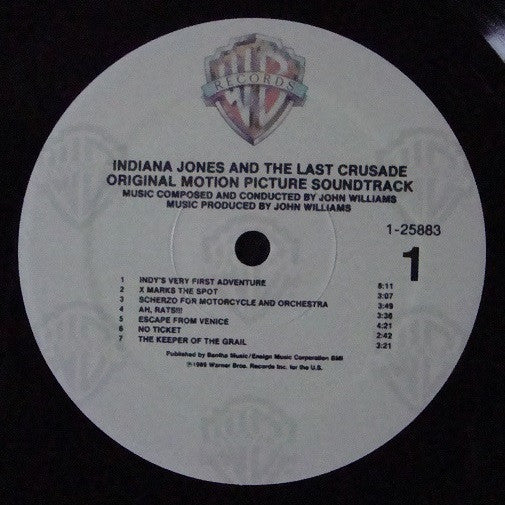 WB
RECORDS
INDIANA JONES AND THE LAST CRUSADE
ORIGINAL MOTION PICTURE SOUNDTRACK
MUSIC COMPOSED AND CONDUCTED BY JOHN WILLIAMS
MUSIC PRODUCED BY JOHN WILLIAMS
1-25883
1
1 INDY'S VERY FIRST ADVENTURE 8:11
2 X MARKS THE SPOT 3:07
3 SCHERZO FOR MOTORCYCLE AND ORCHESTRA 3:49
4 AH, RATS!!! 3:36
5 ESCAPE FROM VENICE 4:21
6 NO TICKET 2:42
7 THE KEEPER OF THE GRAIL 3:21
Published by Bantha Music/Ensign Music Corporation BMI
℗1989 Warner Bros. Records Inc. for the U.S.